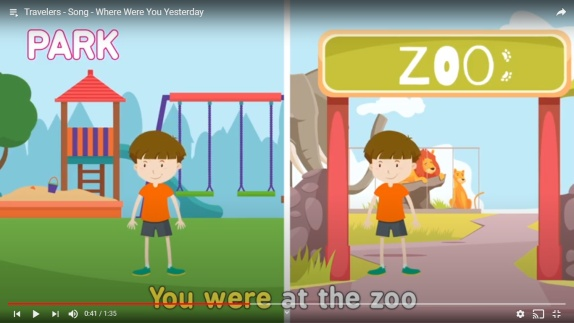 Travelers - Song - Where Were You Yesterday
PARK
ZOO
You were at the zoo
0:41 / 1:35